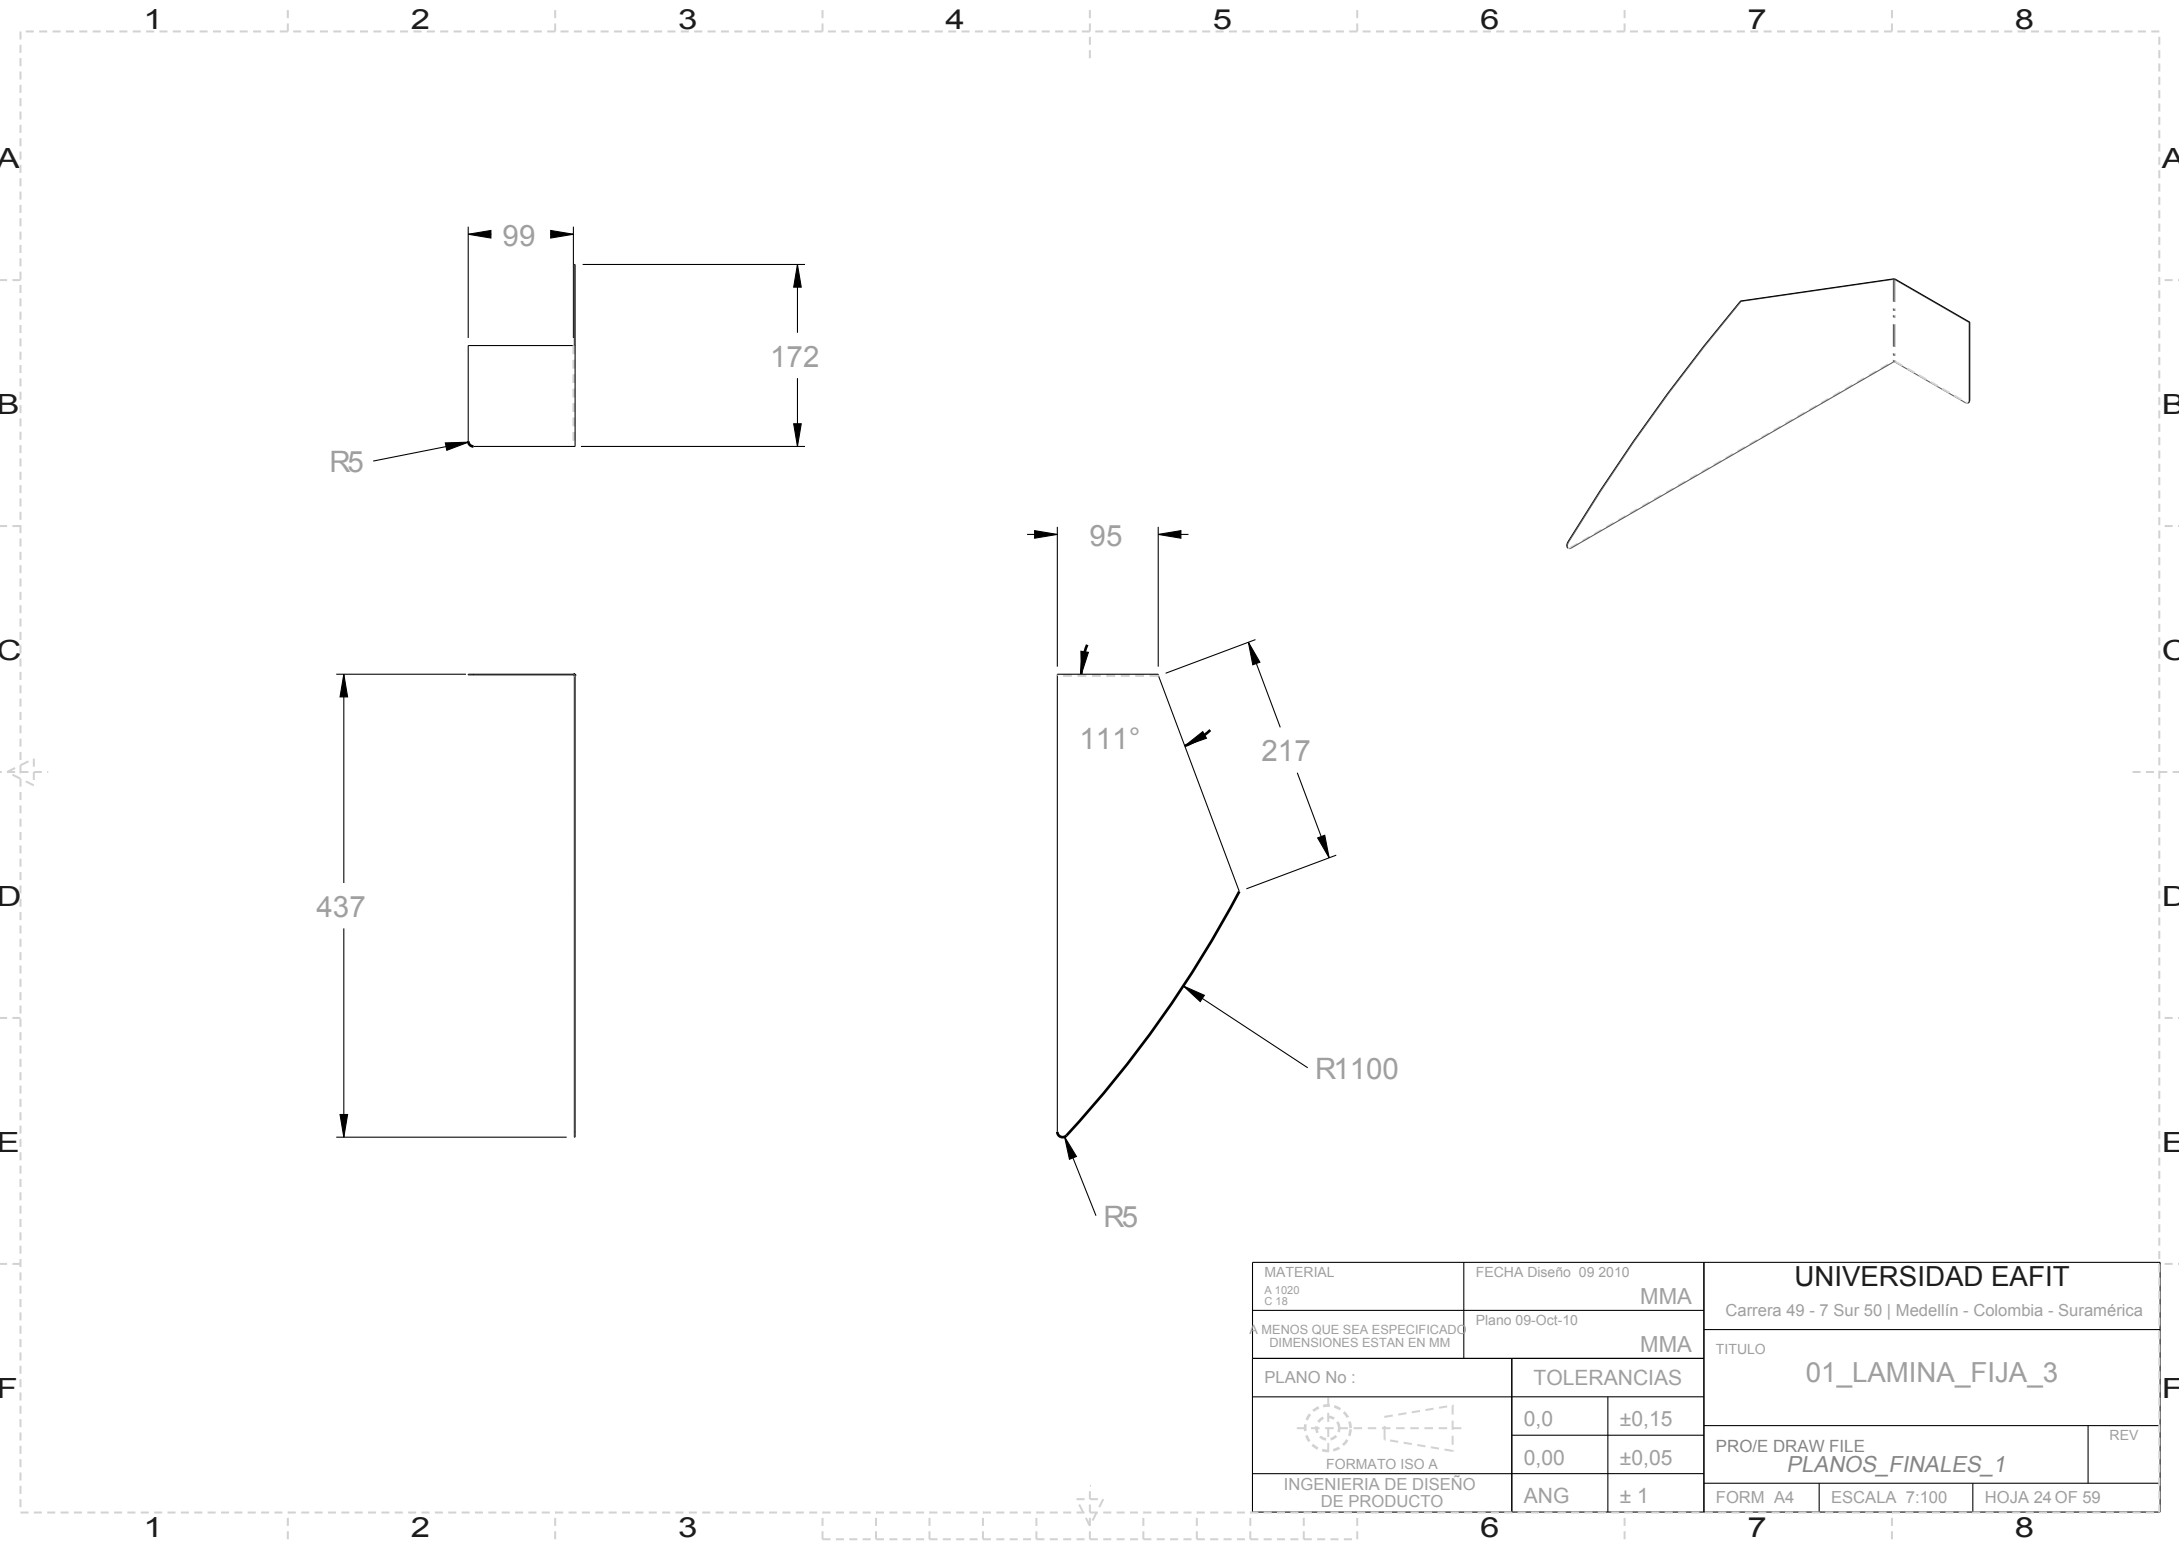 1 2 3 4 5 6 7 8
A A
99
172
B B
R5
95
C C
111°
217
437
D D
R1100
E E
R5
MATERIAL
A 1020
C 18
FECHA Diseño 09 2010
MMA
UNIVERSIDAD EAFIT
Carrera 49 - 7 Sur 50 | Medellín - Colombia - Suramérica
A MENOS QUE SEA ESPECIFICADO
DIMENSIONES ESTAN EN MM
Plano 09-Oct-10
MMA
TITULO
01_LAMINA_FIJA_3
PLANO No :
TOLERANCIAS
F F
0,0 ±0,15
0,00 ±0,05
FORMATO ISO A
PRO/E DRAW FILE
PLANOS_FINALES_1
REV
INGENIERIA DE DISEÑO
DE PRODUCTO
ANG ± 1
FORM A4 ESCALA 7:100 HOJA 24 OF 59
1 2 3 6 7 8